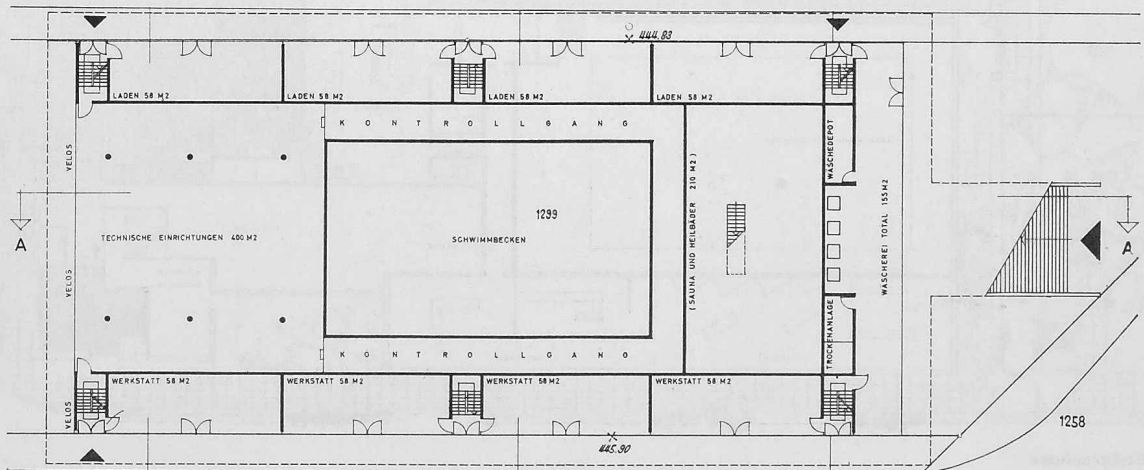 444.83
LADEN 58 M2
LADEN 58 M2
LADEN 58 M2
LADEN 58 M2
KONTROLLGANG
VELOS
WÄSCHEDEPOT
(SAUNA UND HEILBÄDER 210 M2)
WÄSCHEREI TOTAL 155 M2
1299
A
TECHNISCHE EINRICHTUNGEN 400 M2
SCHWIMMBECKEN
A
VELOS
TROCKENANLAGE
KONTROLLGANG
WERKSTATT 58 M2
WERKSTATT 58 M2
WERKSTATT 58 M2
WERKSTATT 58 M2
VELOS
1258
445.90